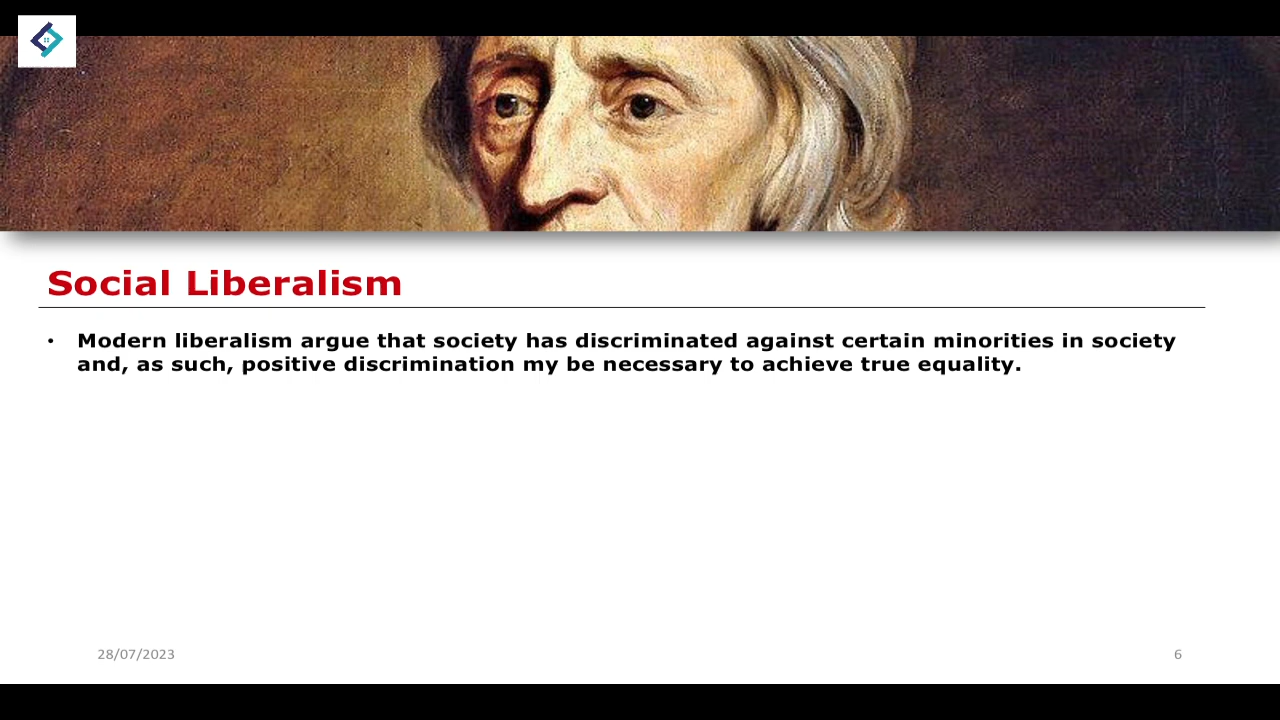 Social Liberalism
• Modern liberalism argue that society has discriminated against certain minorities in society
and, as such, positive discrimination my be necessary to achieve true equality.
28/07/2023
6